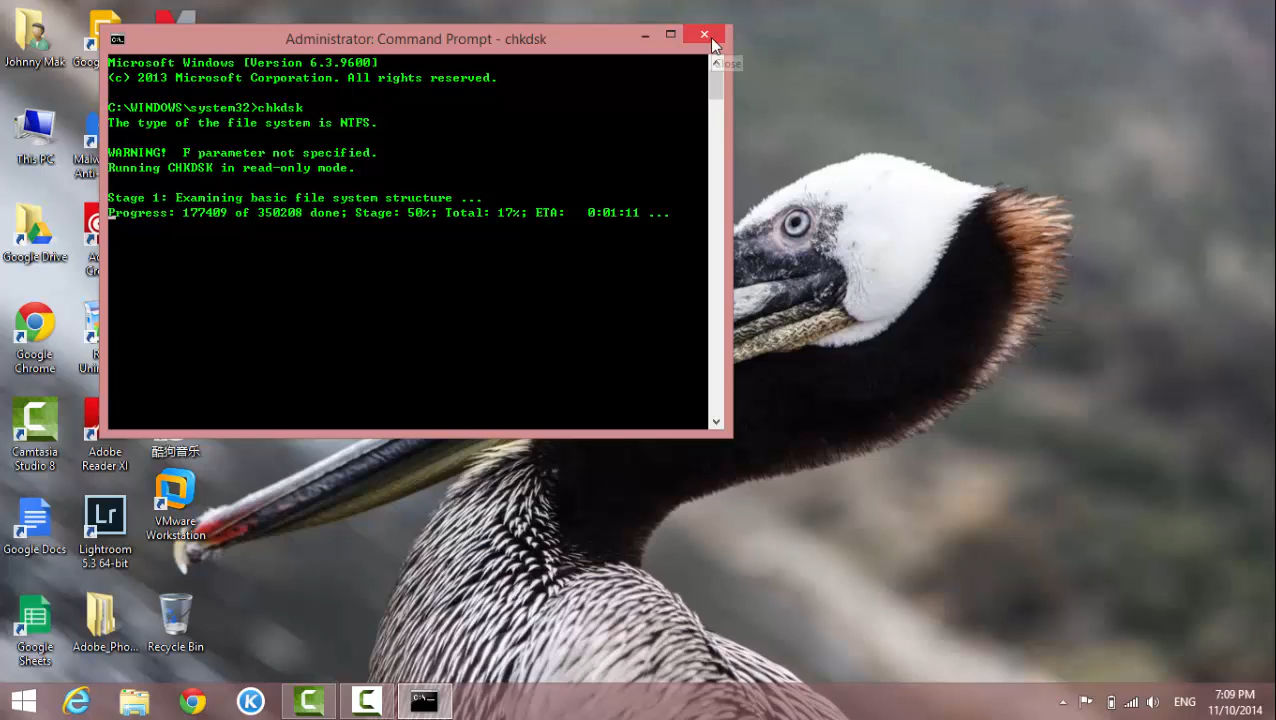 Administrator: Command Prompt - chkdsk
Microsoft Windows [Version 6.3.9600]
(c) 2013 Microsoft Corporation. All rights reserved.
C:\WINDOWS\system32>chkdsk
The type of the file system is NTFS.
WARNING!  F parameter not specified.
Running CHKDSK in read-only mode.
Stage 1: Examining basic file system structure ...
Progress: 177409 of 350208 done; Stage: 50%; Total: 17%; ETA:   0:01:11 ...
Close
Johnny Mak
This PC
Google Drive
Google
Chrome
Camtasia
Studio 8
Adobe
Reader XI
酷狗音乐
Google Docs
Lightroom
5.3 64-bit
VMware
Workstation
Google
Sheets
Adobe_Pho...
Recycle Bin
C:\_
ENG
7:09 PM
11/10/2014